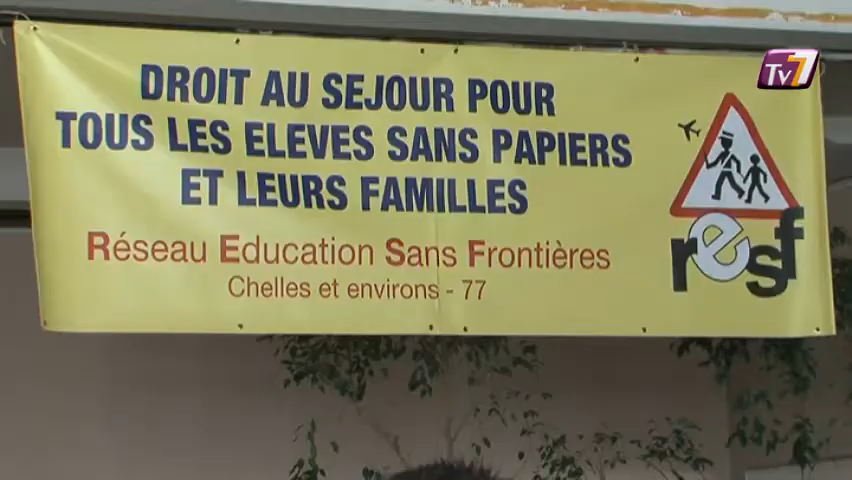 Tv7
DROIT AU SEJOUR POUR
TOUS LES ELEVES SANS PAPIERS
ET LEURS FAMILLES
Réseau Education Sans Frontières
Chelles et environs - 77
resf